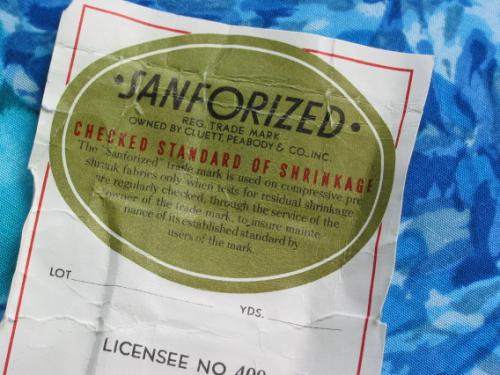 ·SANFORIZED·
REG. TRADE MARK
OWNED BY CLUETT, PEABODY & CO., INC.
CHECKED STANDARD OF SHRINKAGE
The "Sanforized" trade mark is used on compressive pre
shrunk fabrics only when tests for residual shrinkage
are regularly checked, through the service of the
owner of the trade-mark, to insure mainte-
nance of its established standard by
users of the mark.
LOT
YDS.
LICENSEE NO.